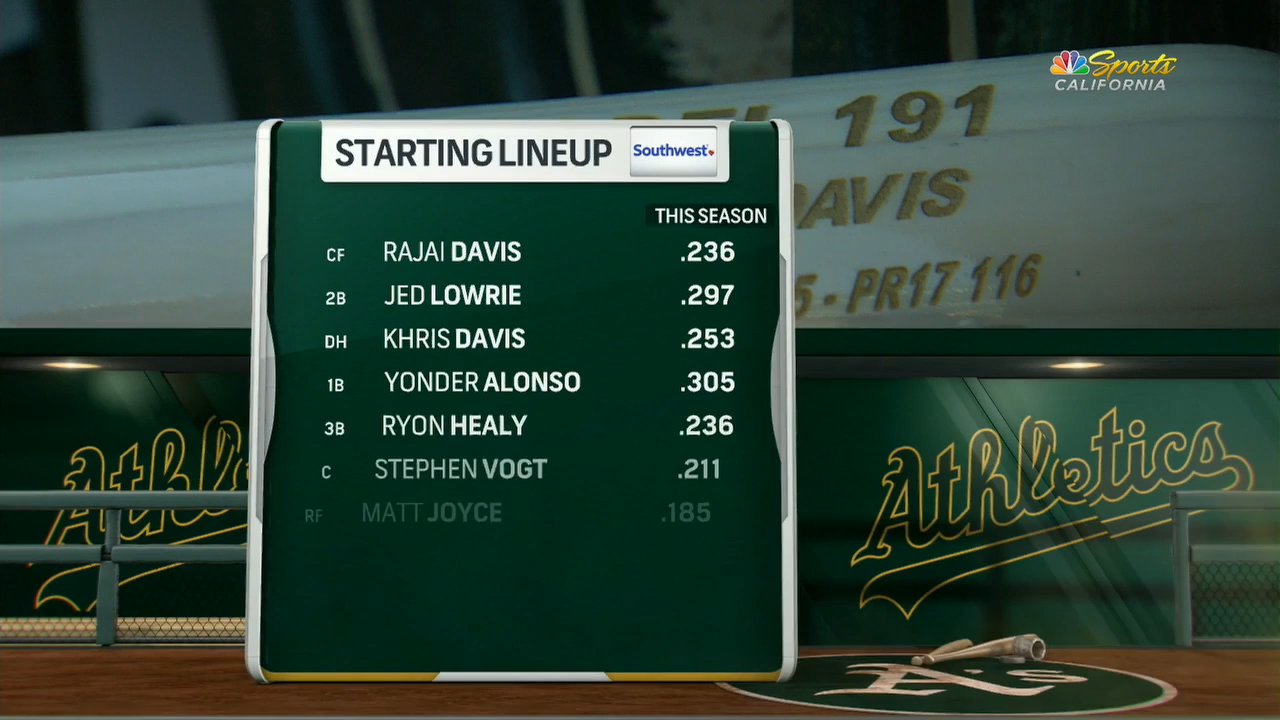 Sports
CALIFORNIA
191
DAVIS
PR17 116
STARTING LINEUP
Southwest
THIS SEASON
CF RAJAI DAVIS .236
2B JED LOWRIE .297
DH KHRIS DAVIS .253
1B YONDER ALONSO .305
3B RYON HEALY .236
C STEPHEN VOGT .211
RF MATT JOYCE .185
Athletics
A's